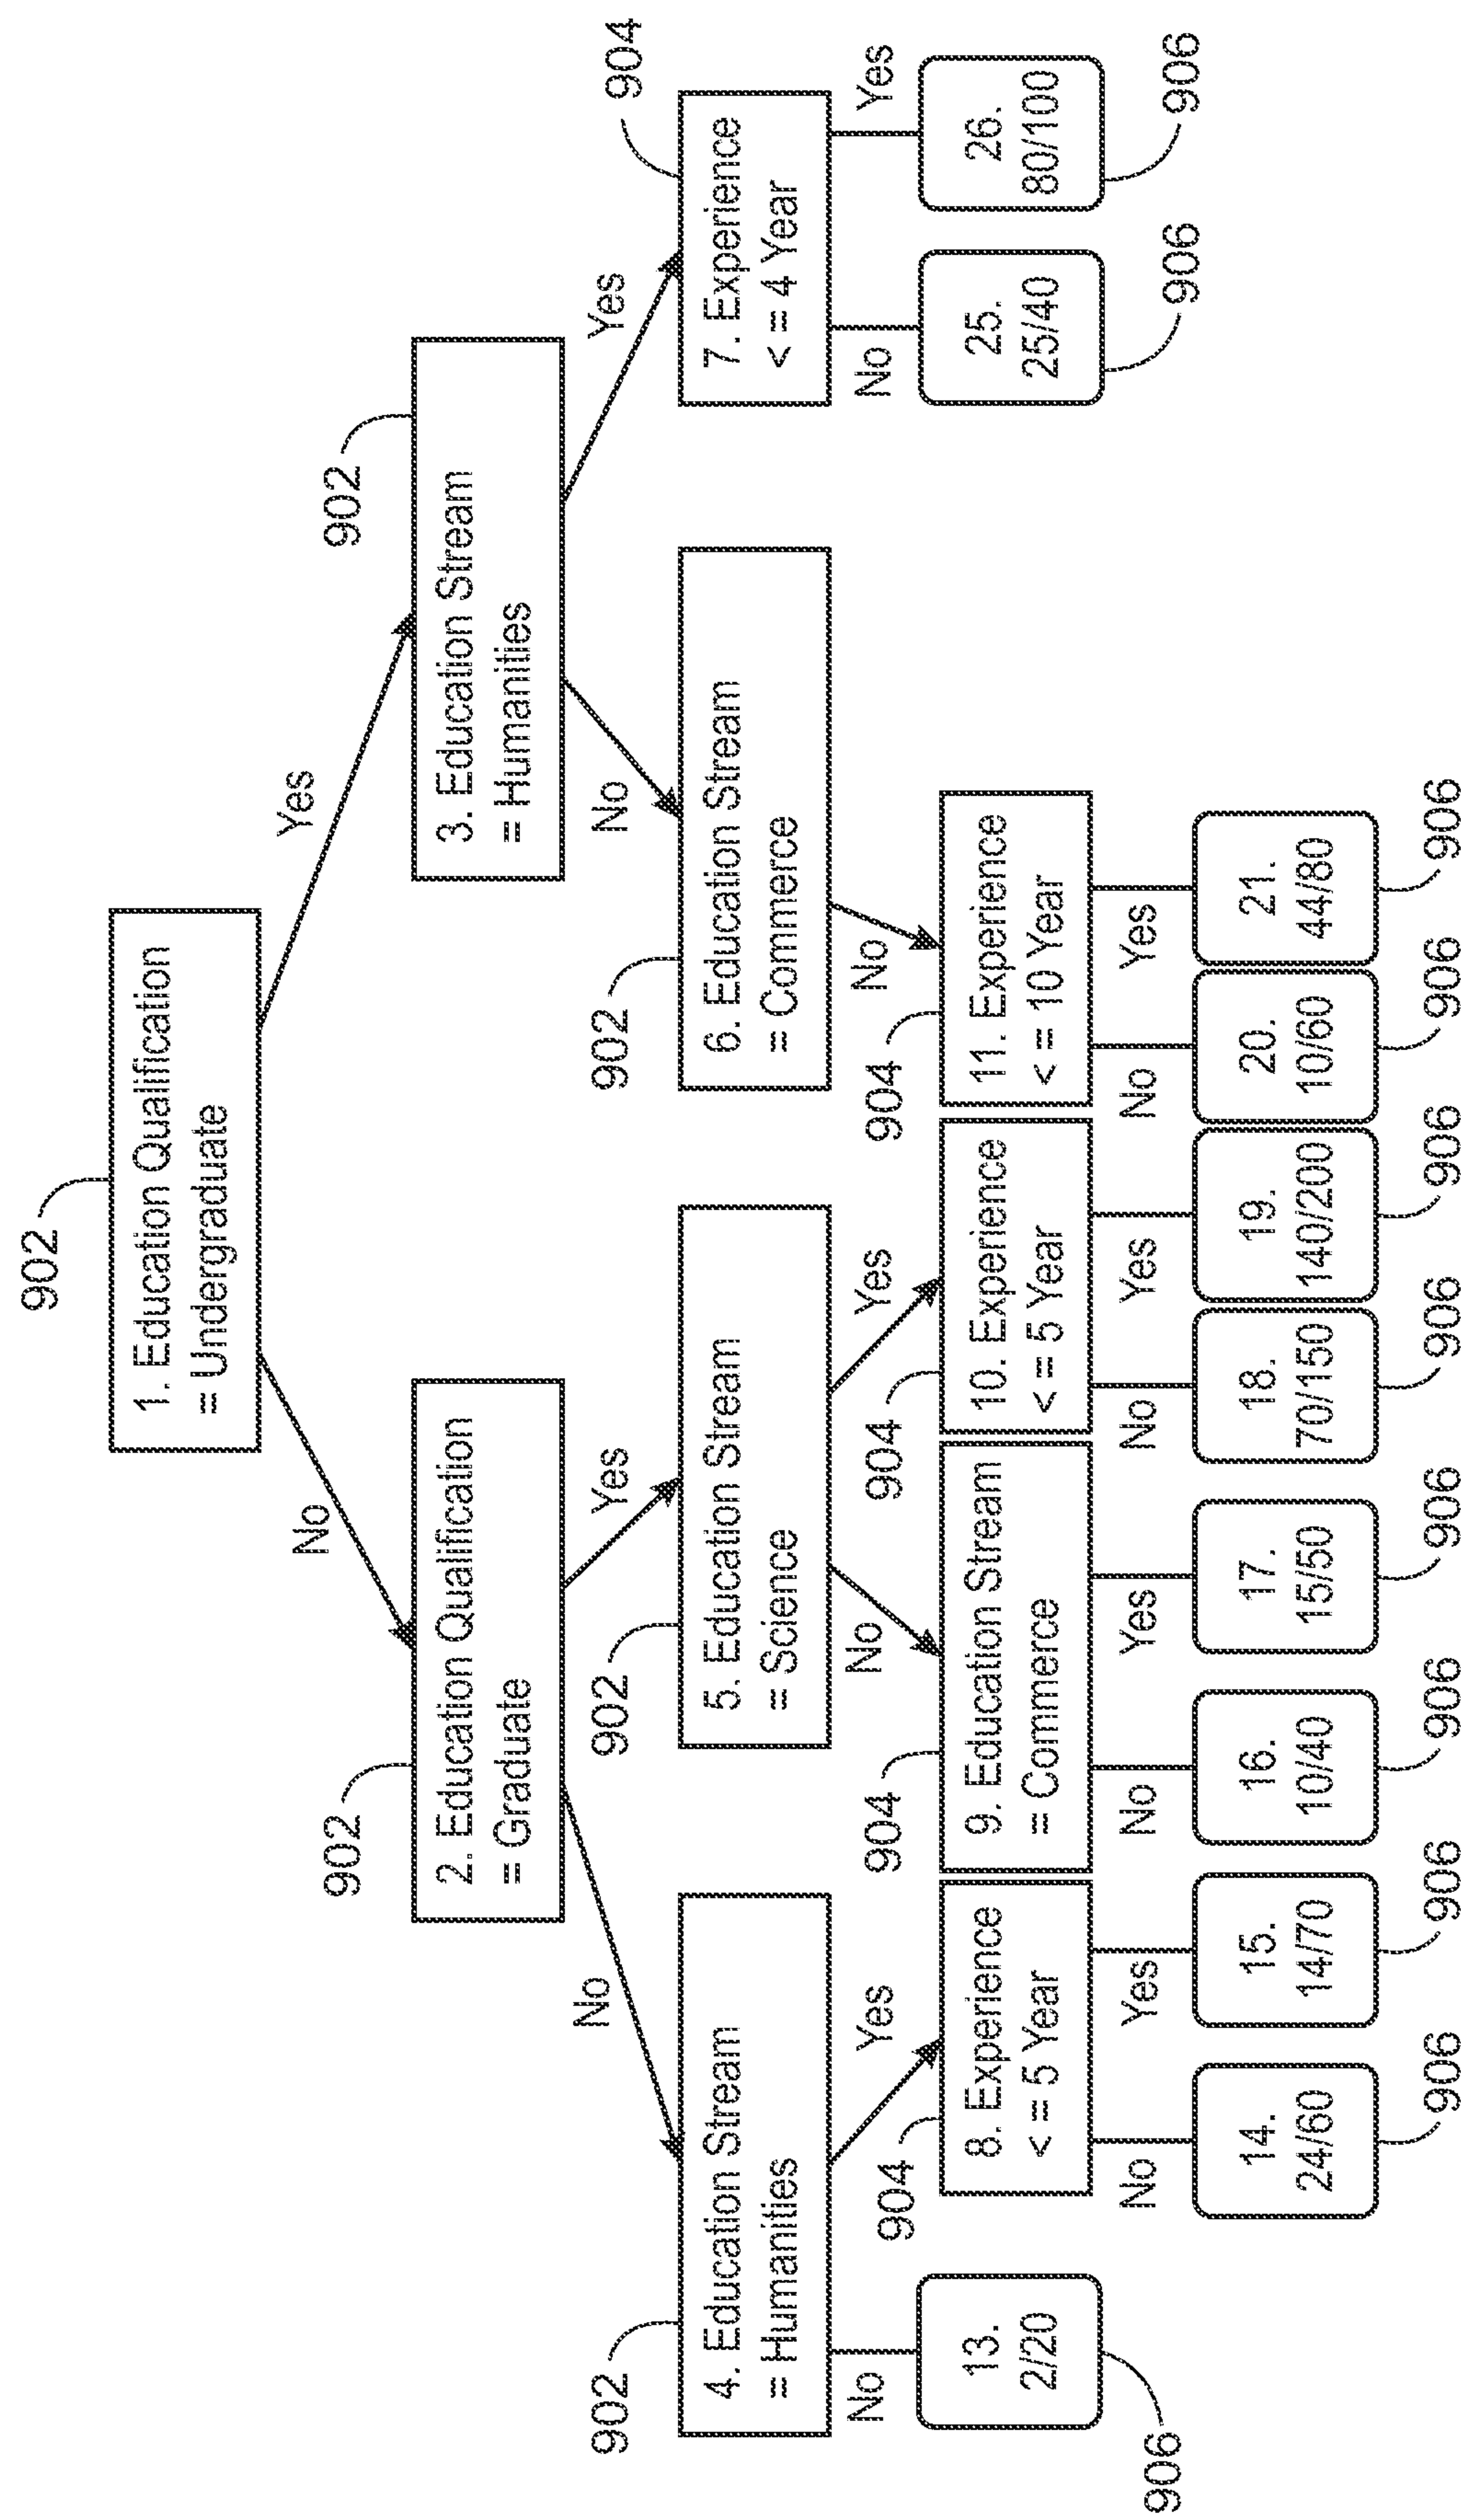 902
1. Education Qualification
= Undergraduate
No
Yes
902
2. Education Qualification
= Graduate
902
3. Education Stream
= Humanities
No
Yes
No
Yes
902
4. Education Stream
= Humanities
902
5. Education Stream
= Science
902
6. Education Stream
= Commerce
904
7. Experience
< = 4 Year
No
Yes
No
Yes
No
No
Yes
13.
2/20
906
904
8. Experience
< = 5 Year
904
9. Education Stream
= Commerce
904
10. Experience
< = 5 Year
904
11. Experience
< = 10 Year
25.
25/40
906
26.
80/100
906
No
Yes
No
Yes
No
Yes
No
Yes
14.
24/60
906
15.
14/70
906
16.
10/40
906
17.
15/50
906
18.
70/150
906
19.
140/200
906
20.
10/60
906
21.
44/80
906